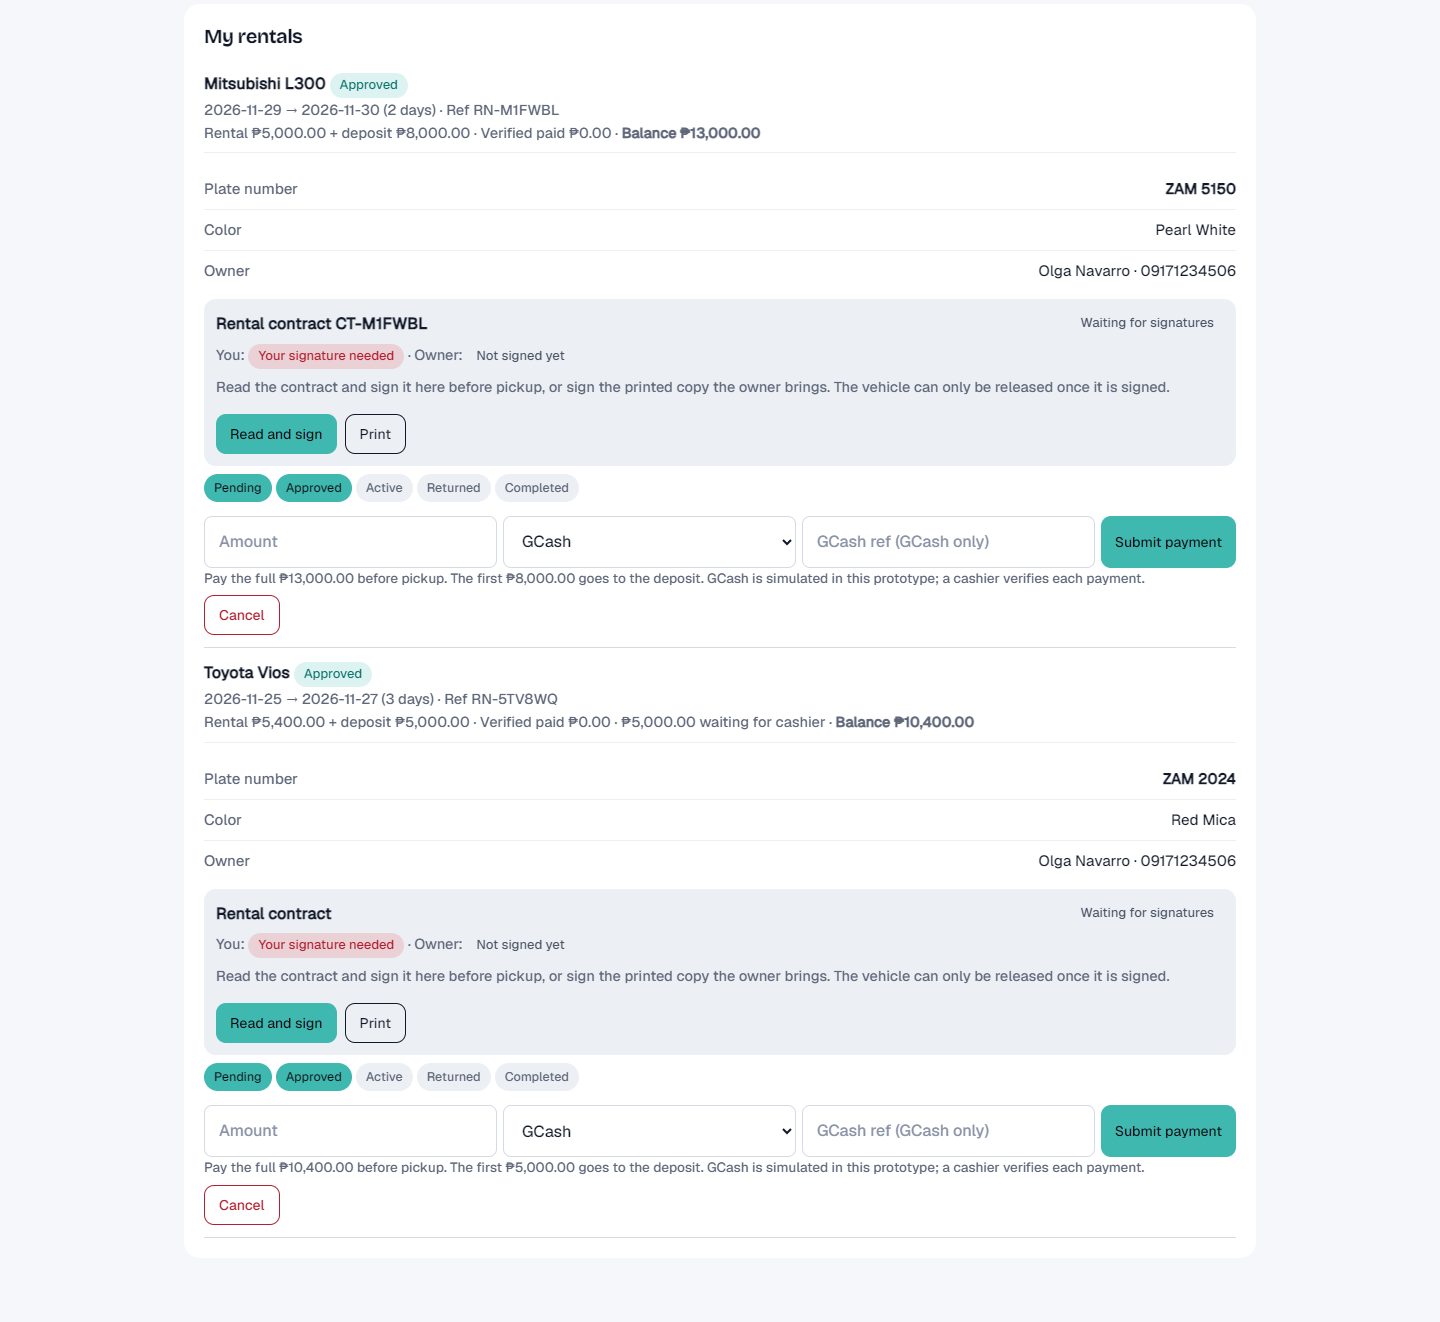 My rentals
Mitsubishi L300 Approved
2026-11-29 → 2026-11-30 (2 days) · Ref RN-M1FWBL
Rental ₱5,000.00 + deposit ₱8,000.00 · Verified paid ₱0.00 · Balance ₱13,000.00
Plate number ZAM 5150
Color Pearl White
Owner Olga Navarro · 09171234506
Rental contract CT-M1FWBL Waiting for signatures
You: Your signature needed · Owner: Not signed yet
Read the contract and sign it here before pickup, or sign the printed copy the owner brings. The vehicle can only be released once it is signed.
Read and sign Print
Pending Approved Active Returned Completed
Amount GCash GCash ref (GCash only) Submit payment
Pay the full ₱13,000.00 before pickup. The first ₱8,000.00 goes to the deposit. GCash is simulated in this prototype; a cashier verifies each payment.
Cancel
Toyota Vios Approved
2026-11-25 → 2026-11-27 (3 days) · Ref RN-5TV8WQ
Rental ₱5,400.00 + deposit ₱5,000.00 · Verified paid ₱0.00 · ₱5,000.00 waiting for cashier · Balance ₱10,400.00
Plate number ZAM 2024
Color Red Mica
Owner Olga Navarro · 09171234506
Rental contract Waiting for signatures
You: Your signature needed · Owner: Not signed yet
Read the contract and sign it here before pickup, or sign the printed copy the owner brings. The vehicle can only be released once it is signed.
Read and sign Print
Pending Approved Active Returned Completed
Amount GCash GCash ref (GCash only) Submit payment
Pay the full ₱10,400.00 before pickup. The first ₱5,000.00 goes to the deposit. GCash is simulated in this prototype; a cashier verifies each payment.
Cancel